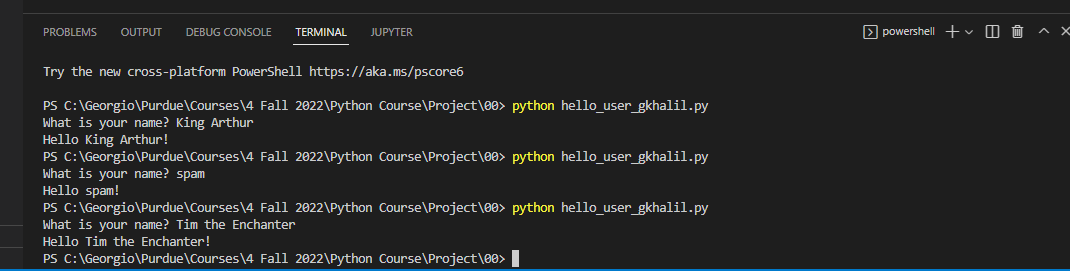 PROBLEMS OUTPUT DEBUG CONSOLE TERMINAL JUPYTER powershell
Try the new cross-platform PowerShell https://aka.ms/pscore6
PS C:\Georgio\Purdue\Courses\4 Fall 2022\Python Course\Project\00> python hello_user_gkhalil.py
What is your name? King Arthur
Hello King Arthur!
PS C:\Georgio\Purdue\Courses\4 Fall 2022\Python Course\Project\00> python hello_user_gkhalil.py
What is your name? spam
Hello spam!
PS C:\Georgio\Purdue\Courses\4 Fall 2022\Python Course\Project\00> python hello_user_gkhalil.py
What is your name? Tim the Enchanter
Hello Tim the Enchanter!
PS C:\Georgio\Purdue\Courses\4 Fall 2022\Python Course\Project\00>